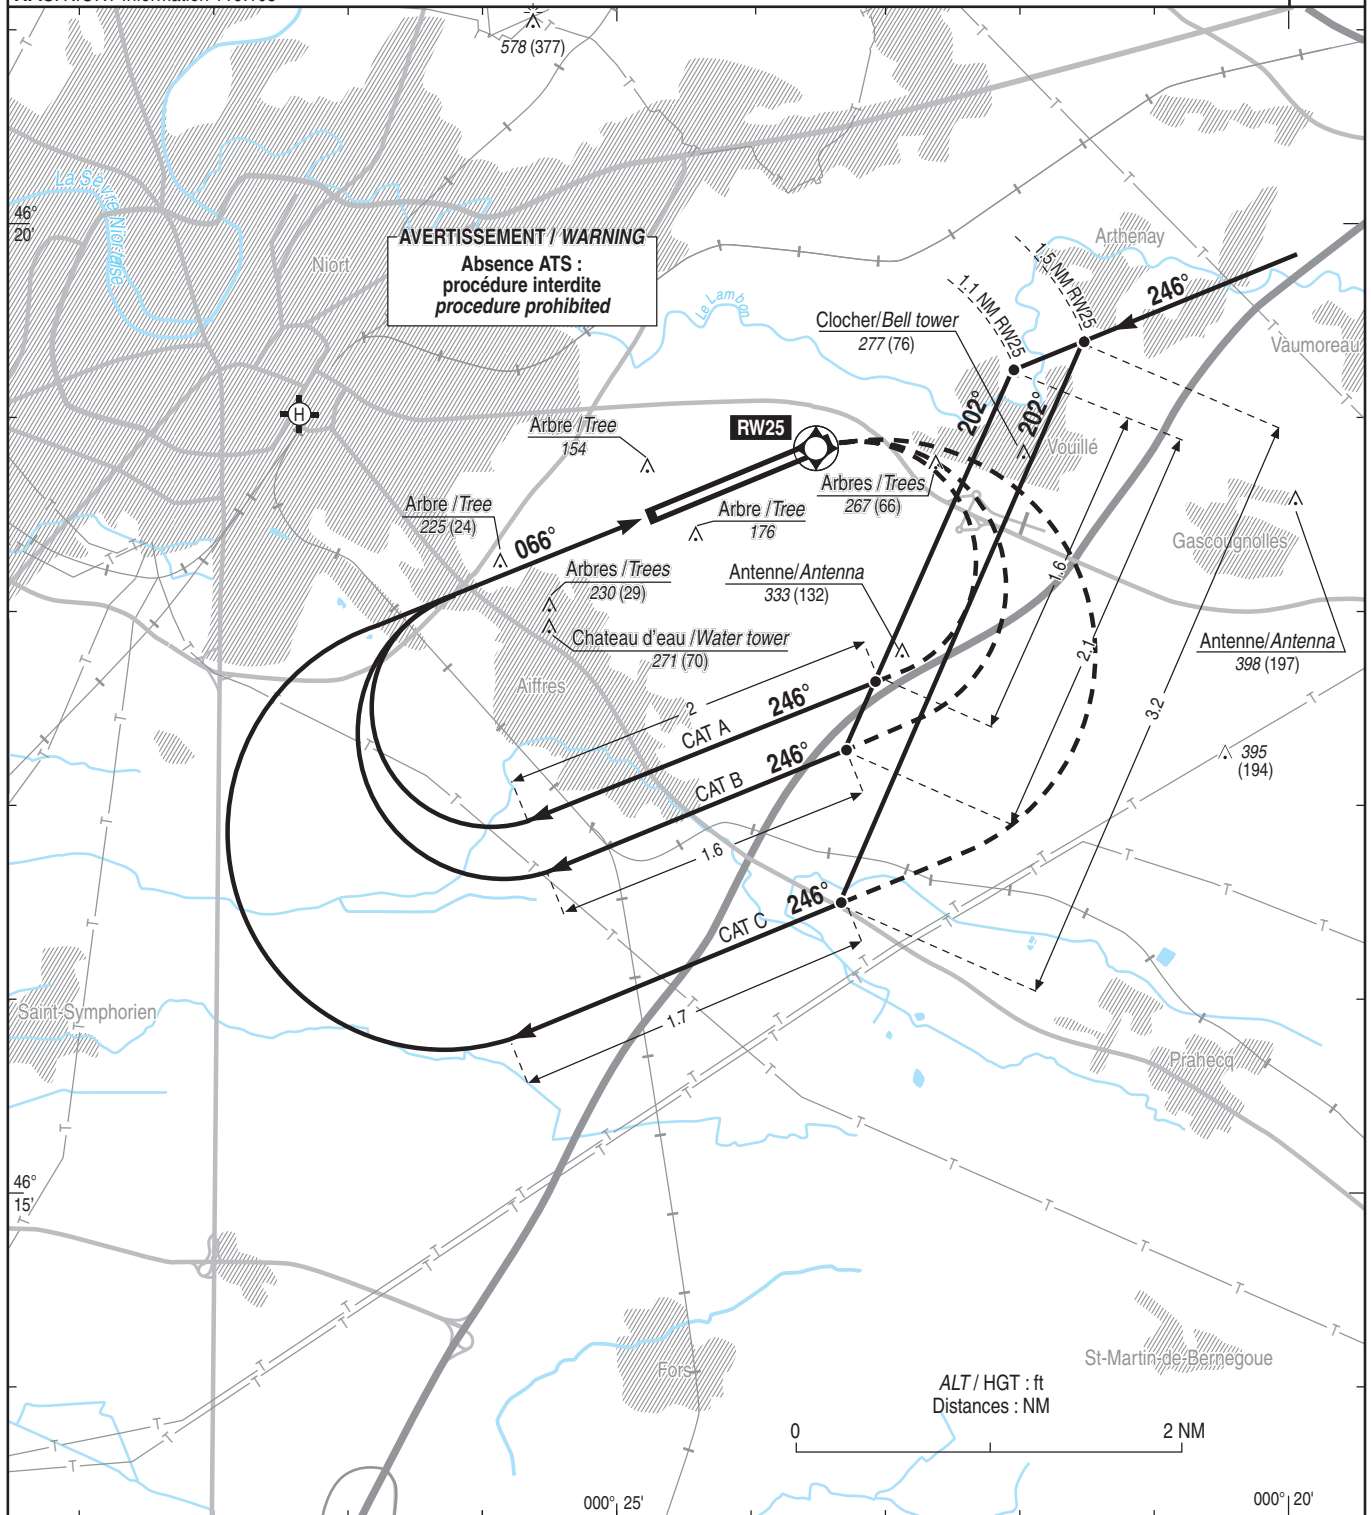 578 (377)
La Sèvre Niortaise
46°
20'
AVERTISSEMENT / WARNING
Absence ATS :
procédure interdite
procedure prohibited
Niort
Arthenay
1.5 NM RW25
1.1 NM RW25
246°
Le Lambon
Clocher/Bell tower
277 (76)
Vaumoreau
H
202°
202°
Arbre /Tree
154
RW25
Vouillé
Arbres /Trees
267 (66)
Arbre /Tree
225 (24)
Arbre /Tree
176
066°
Gascougnolles
Arbres /Trees
230 (29)
Antenne/Antenna
333 (132)
1.6
Chateau d'eau /Water tower
271 (70)
2.1
Antenne/Antenna
398 (197)
Aiffres
2
CAT A
246°
3.2
395
(194)
CAT B
246°
1.6
CAT C
246°
1.7
Saint-Symphorien
Prahecq
46°
15'
Fors
St-Martin-de-Bernegoue
ALT / HGT : ft
Distances : NM
0
2 NM
000° 25'
000° 20'